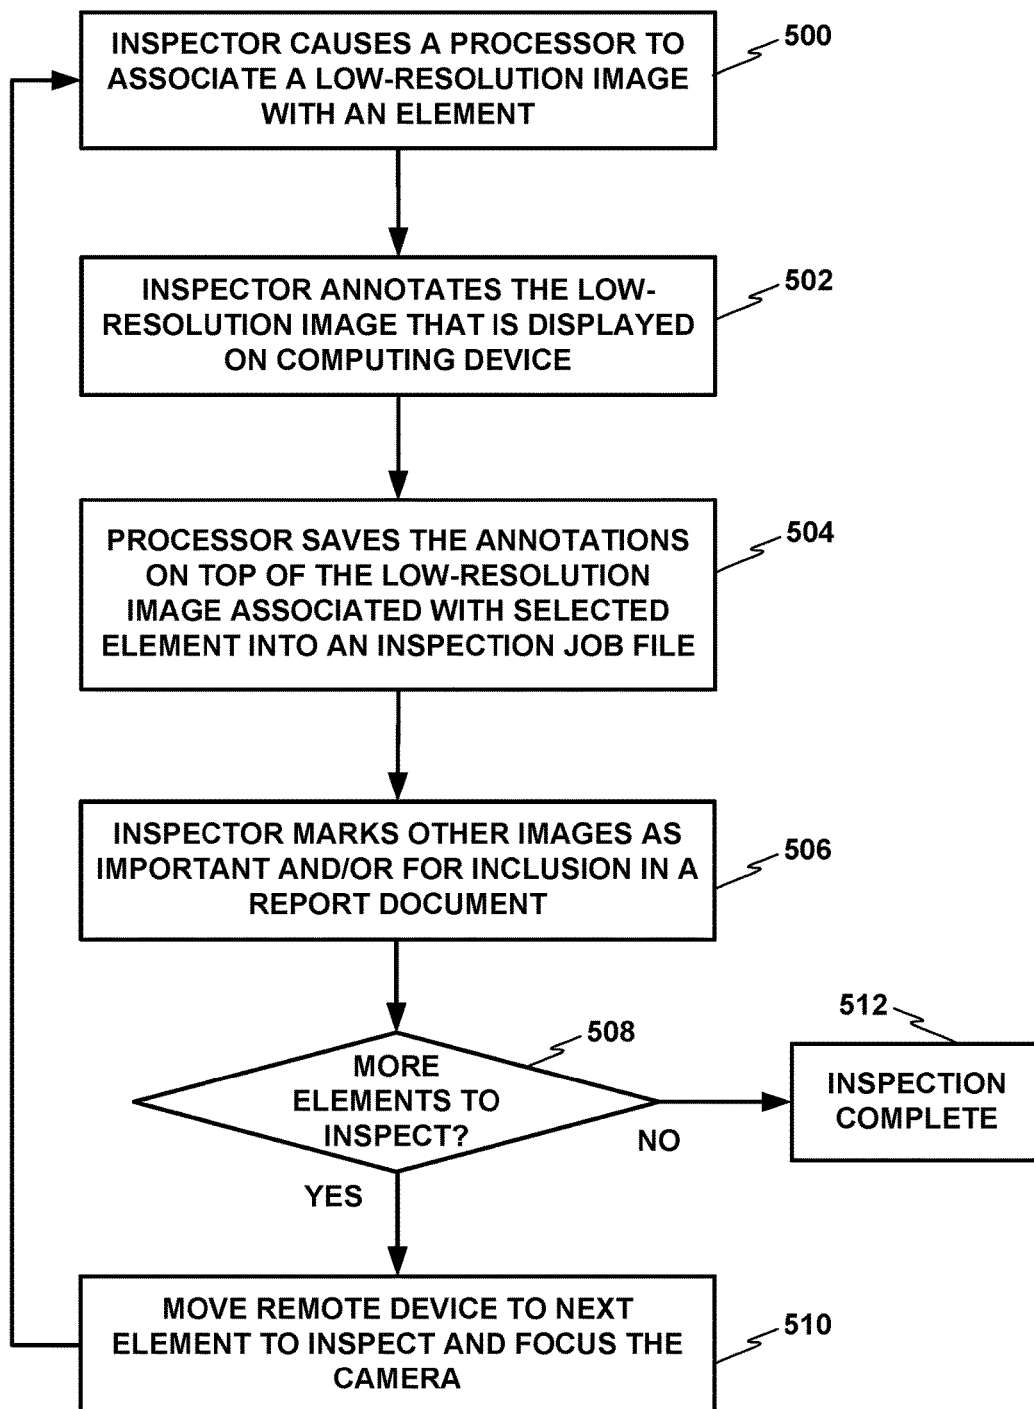 INSPECTOR CAUSES A PROCESSOR TO
ASSOCIATE A LOW-RESOLUTION IMAGE
WITH AN ELEMENT
500
INSPECTOR ANNOTATES THE LOW-
RESOLUTION IMAGE THAT IS DISPLAYED
ON COMPUTING DEVICE
502
PROCESSOR SAVES THE ANNOTATIONS
ON TOP OF THE LOW-RESOLUTION
IMAGE ASSOCIATED WITH SELECTED
ELEMENT INTO AN INSPECTION JOB FILE
504
INSPECTOR MARKS OTHER IMAGES AS
IMPORTANT AND/OR FOR INCLUSION IN A
REPORT DOCUMENT
506
MORE
ELEMENTS TO
INSPECT?
508
NO
512
INSPECTION
COMPLETE
YES
MOVE REMOTE DEVICE TO NEXT
ELEMENT TO INSPECT AND FOCUS THE
CAMERA
510